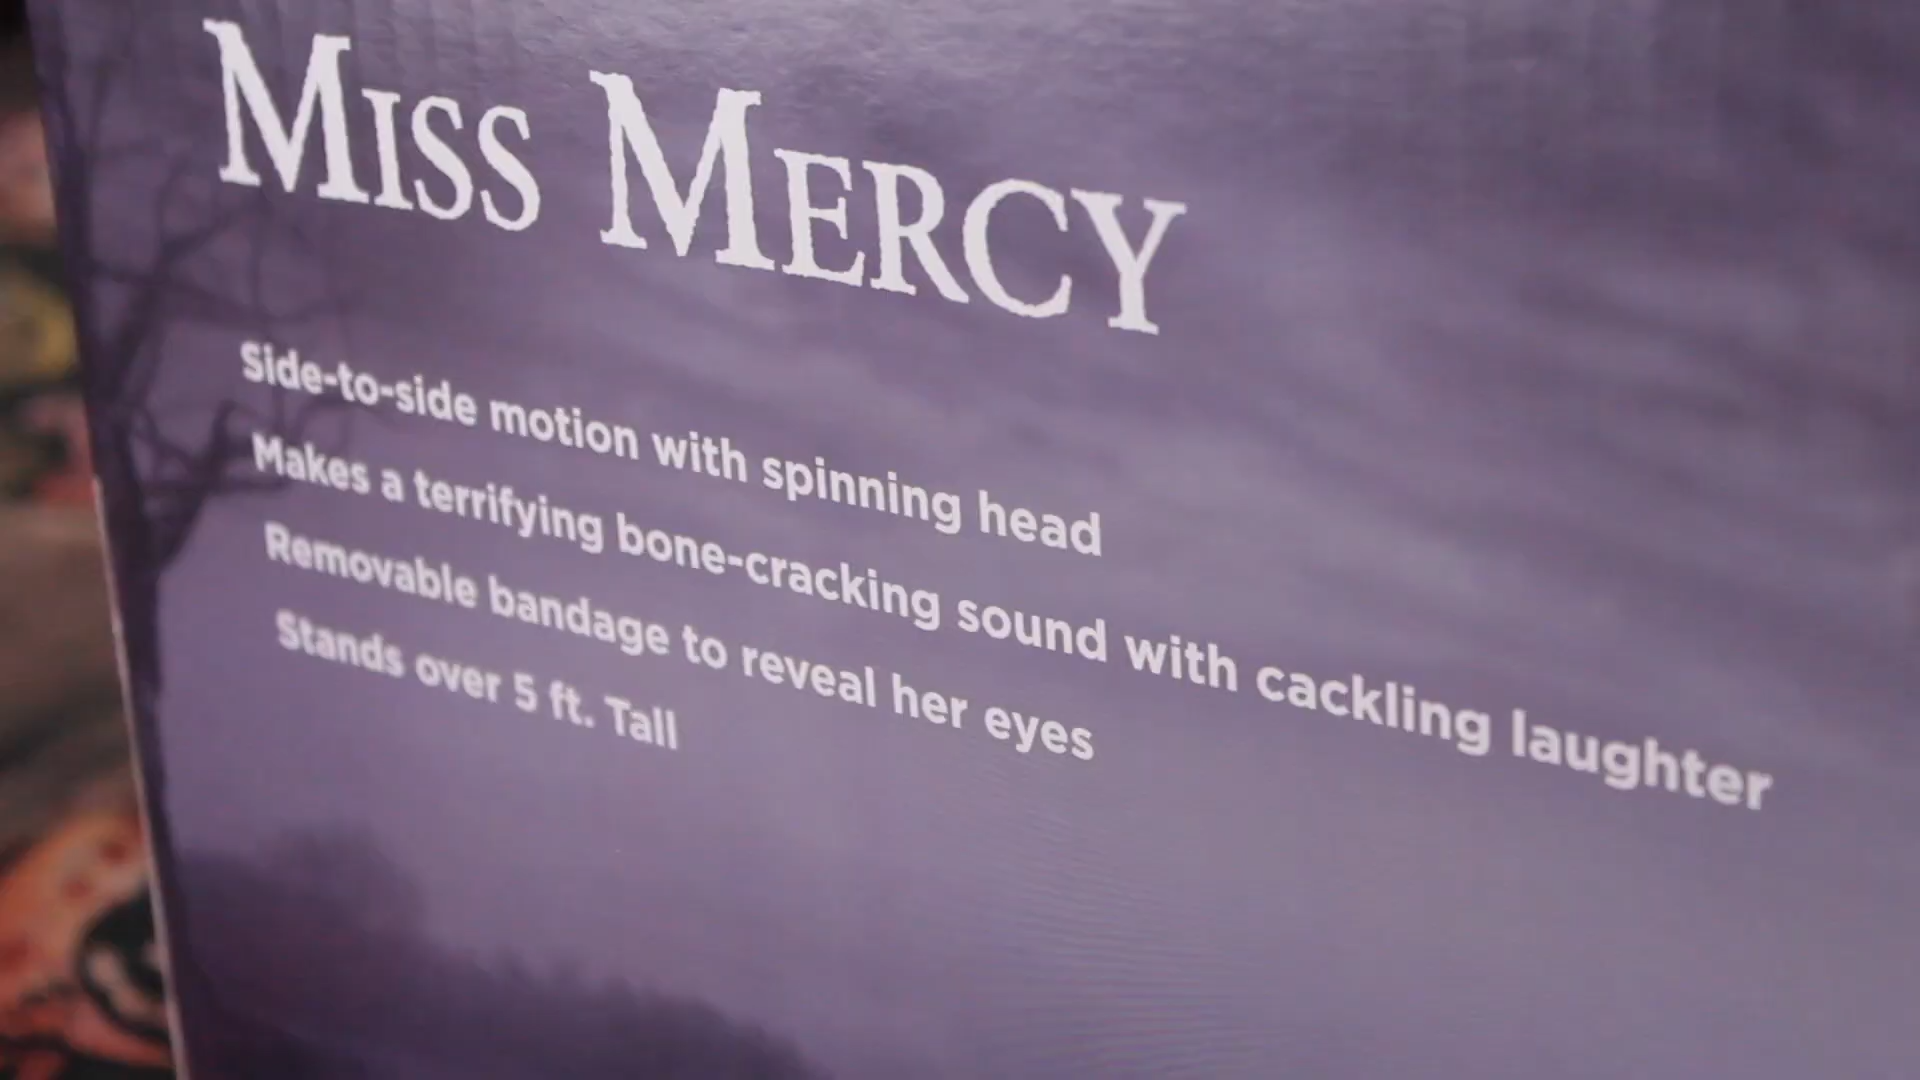 MISS MERCY
Side-to-side motion with spinning head
Makes a terrifying bone-cracking sound with cackling laughter
Removable bandage to reveal her eyes
Stands over 5 ft. Tall